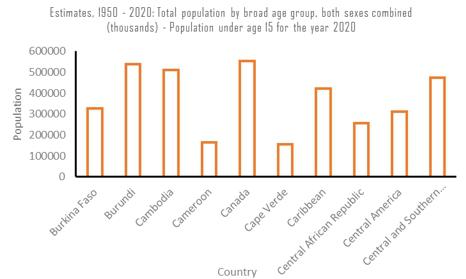 Estimates, 1950 - 2020: Total population by broad age group, both sexes combined
(thousands) - Population under age 15 for the year 2020
600000
500000
400000
300000
200000
100000
0
Population
Burkina Faso
Burundi
Cambodia
Cameroon
Canada
Cape Verde
Caribbean
Central African Republic
Central America
Central and Southern...
Country